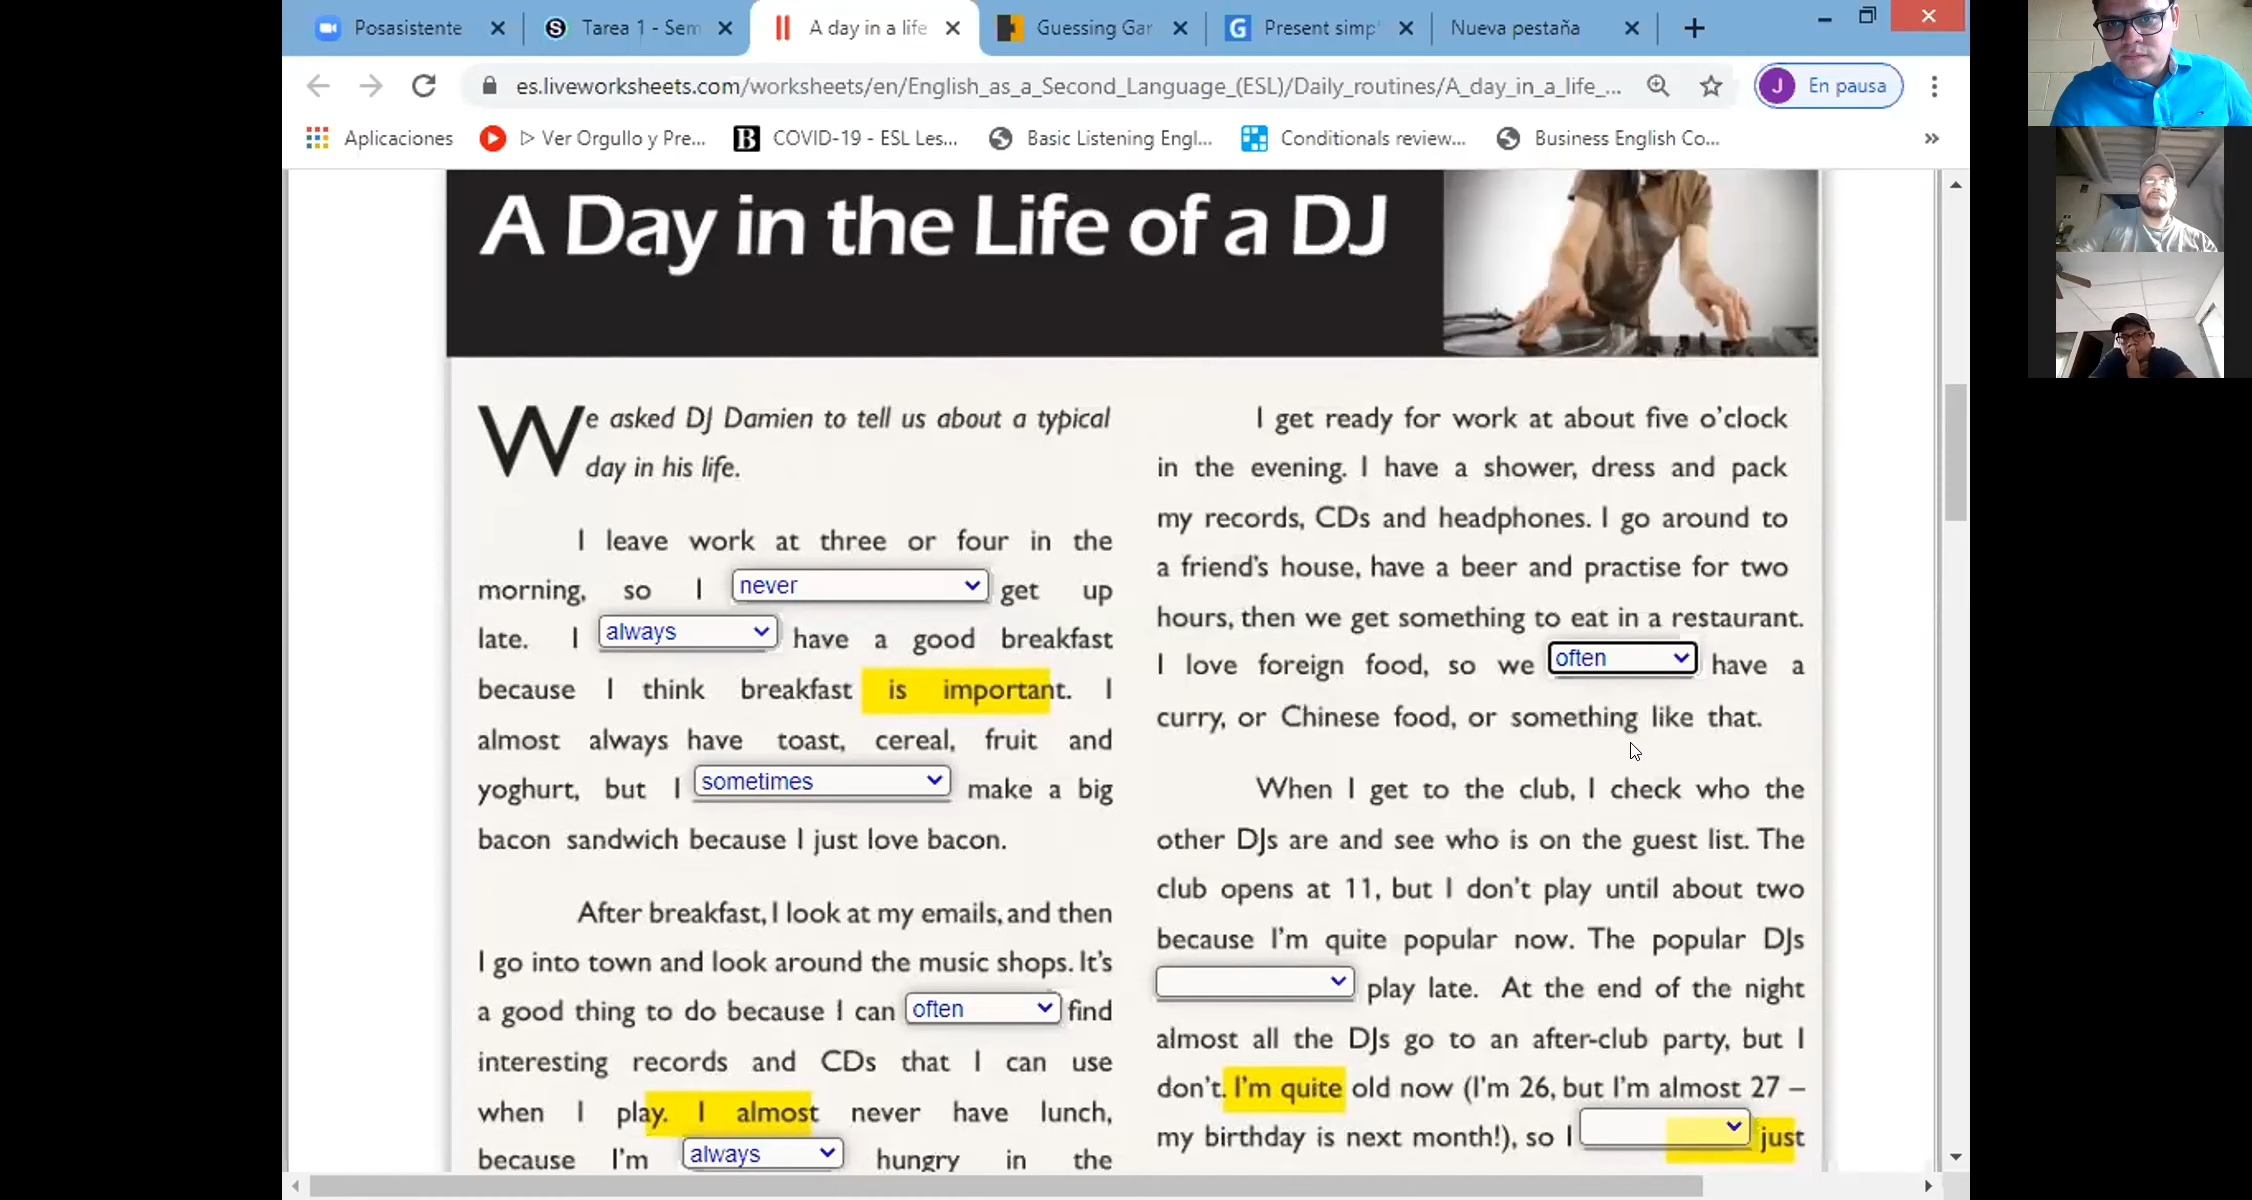 Posasistente
Tarea 1 - Sem
A day in a life
Guessing Gar
Present simp
Nueva pestaña
es.liveworksheets.com/worksheets/en/English_as_a_Second_Language_(ESL)/Daily_routines/A_day_in_a_life_...
J En pausa
Aplicaciones
Ver Orgullo y Pre...
B COVID-19 - ESL Les...
Basic Listening Engl...
Conditionals review...
Business English Co...
»
A Day in the Life of a DJ
We asked DJ Damien to tell us about a typical
day in his life.
I leave work at three or four in the
morning, so I never get up
late. I always have a good breakfast
because I think breakfast is important. I
almost always have toast, cereal, fruit and
yoghurt, but I sometimes make a big
bacon sandwich because I just love bacon.
After breakfast, I look at my emails, and then
I go into town and look around the music shops. It's
a good thing to do because I can often find
interesting records and CDs that I can use
when I play. I almost never have lunch,
because I'm always hungry in the
I get ready for work at about five o'clock
in the evening. I have a shower, dress and pack
my records, CDs and headphones. I go around to
a friend's house, have a beer and practise for two
hours, then we get something to eat in a restaurant.
I love foreign food, so we often have a
curry, or Chinese food, or something like that.
When I get to the club, I check who the
other DJs are and see who is on the guest list. The
club opens at 11, but I don't play until about two
because I'm quite popular now. The popular DJs
play late. At the end of the night
almost all the DJs go to an after-club party, but I
don't. I'm quite old now (I'm 26, but I'm almost 27 –
my birthday is next month!), so I just